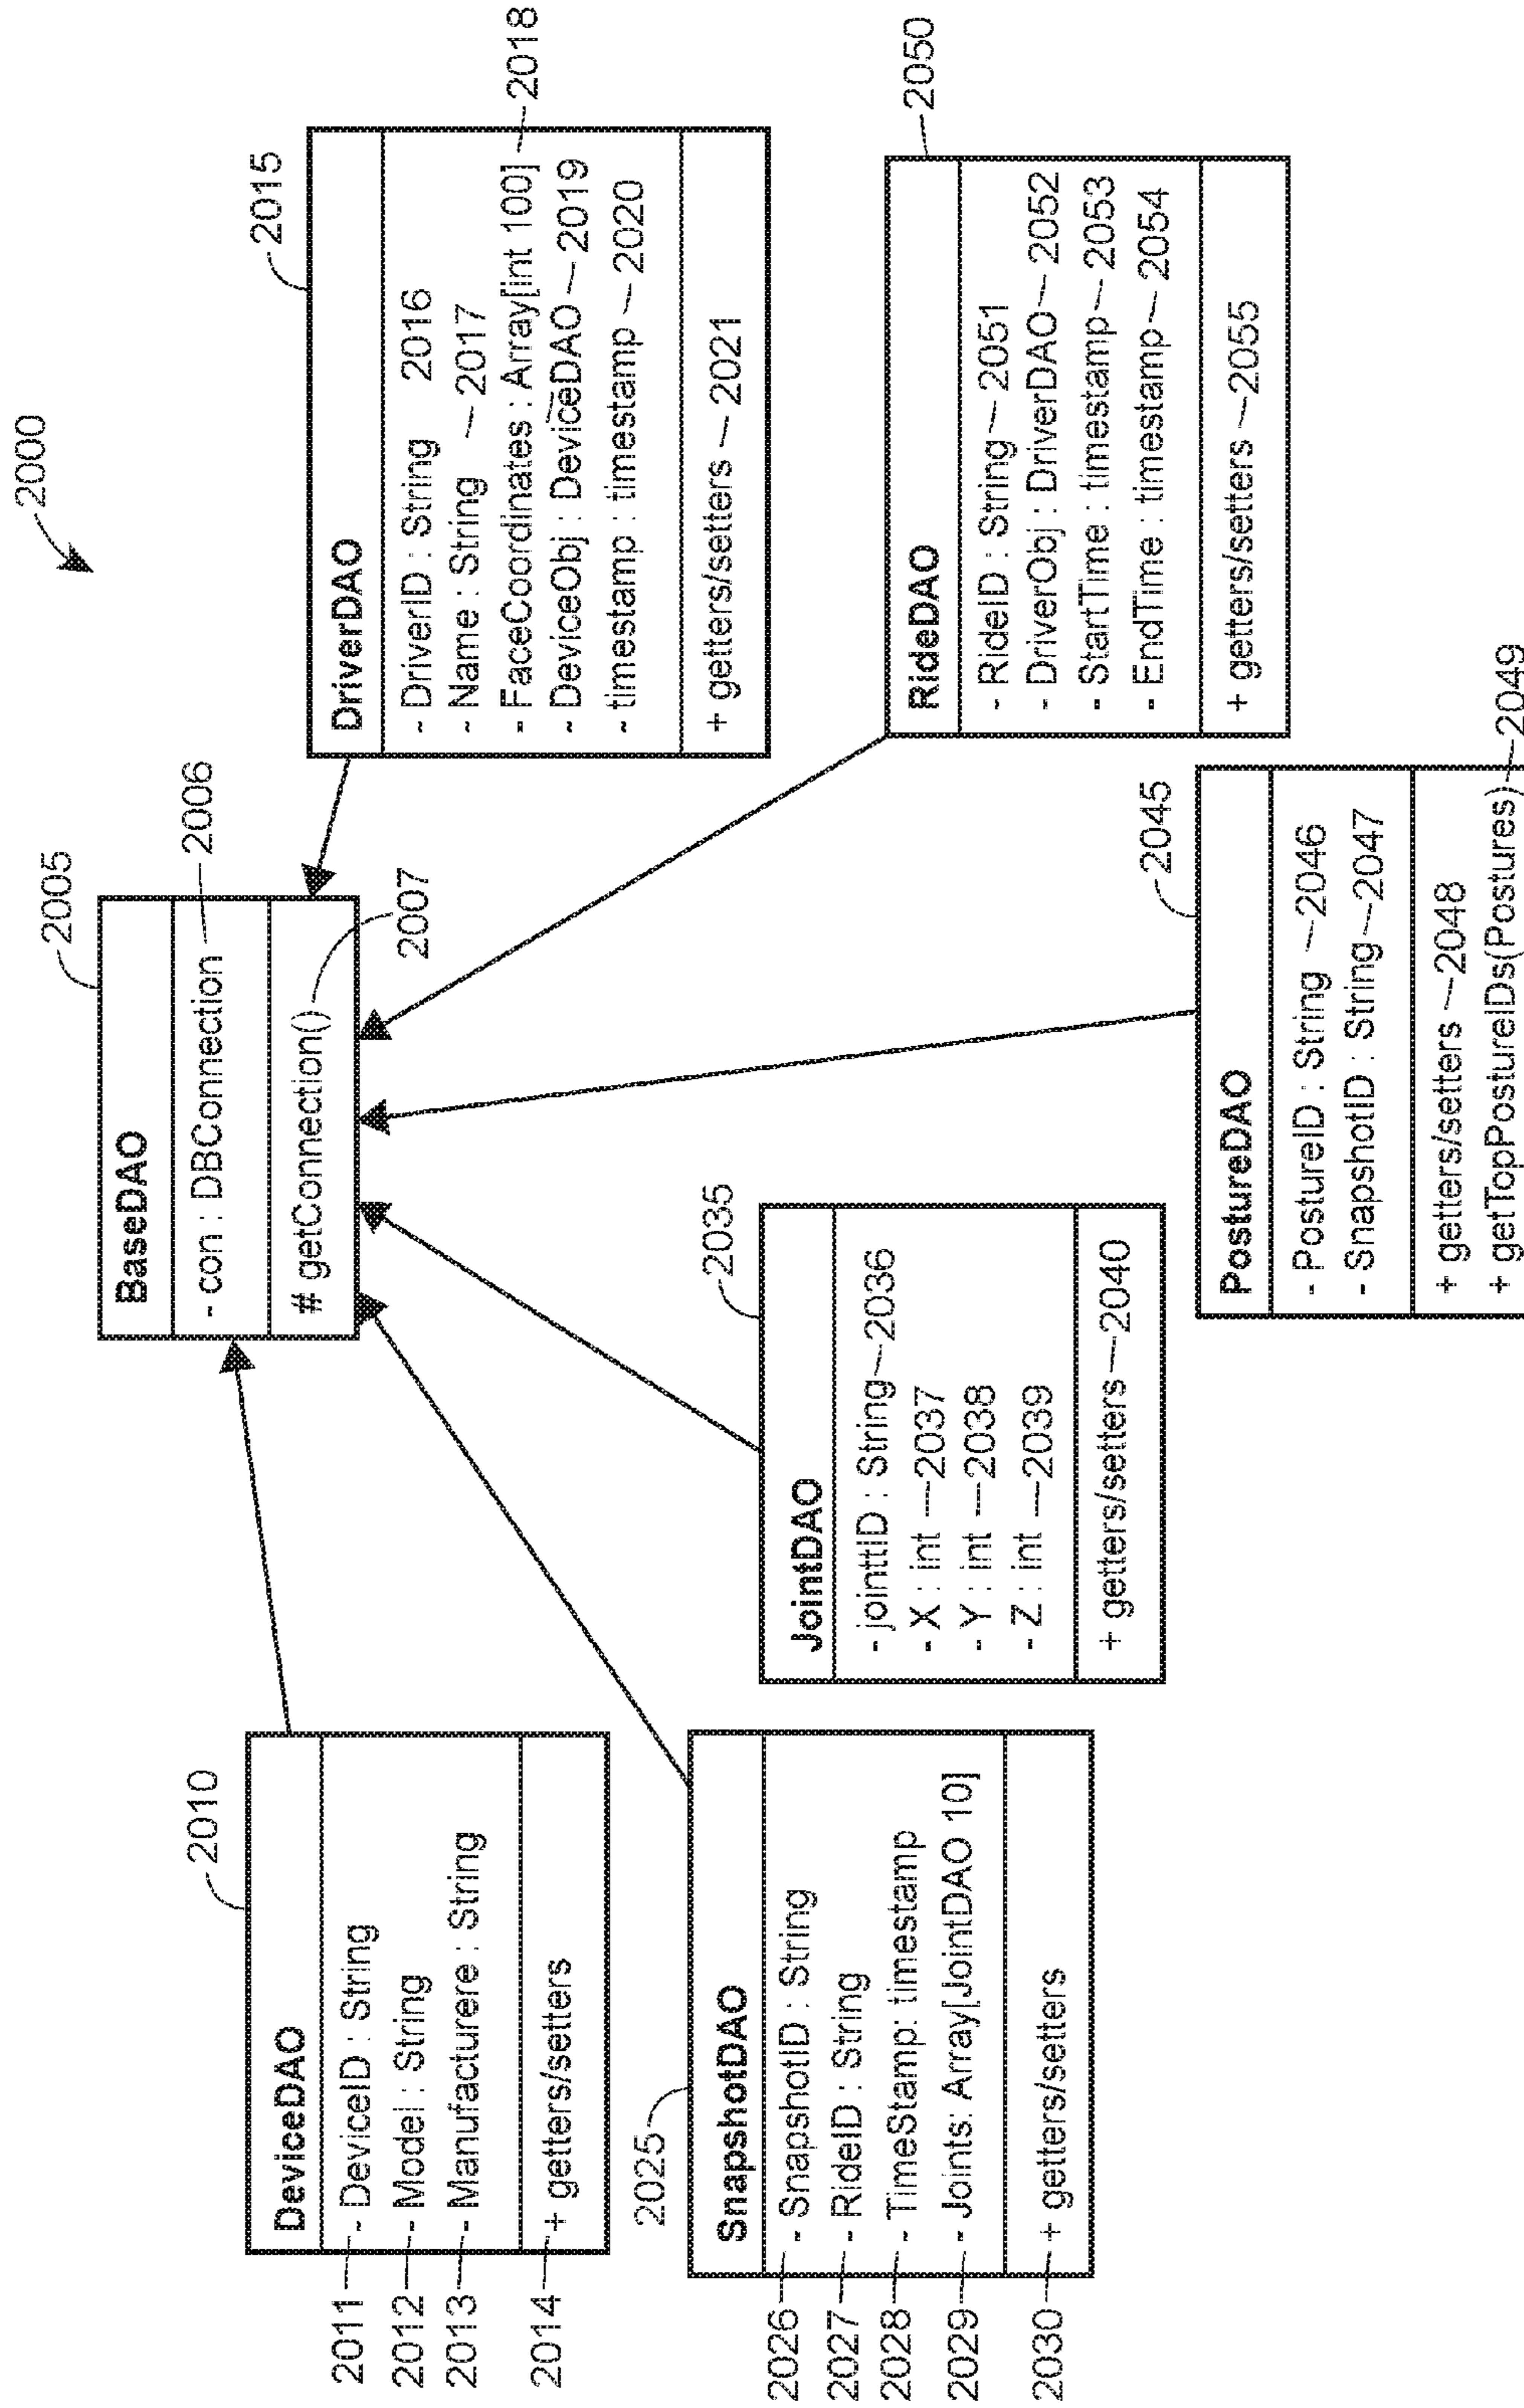 2000
2005
BaseDAO
- con : DBConnection 2006
# getConnection()
2007
2010
DeviceDAO
2011 - DeviceID : String
2012 - Model : String
2013 - Manufacturere : String
2014 + getters/setters
2015
DriverDAO
- DriverID : String 2016
- Name : String 2017
- FaceCoordinates : Array[int 100] 2018
- DeviceObj : DeviceDAO 2019
- timestamp : timestamp 2020
+ getters/setters 2021
2025
SnapshotDAO
2026 - SnapshotID : String
2027 - RideID : String
2028 - TimeStamp: timestamp
2029 - Joints: Array[JointDAO 10]
2030 + getters/setters
2035
JointDAO
- jointtID : String 2036
- X : int 2037
- Y : int 2038
- Z : int 2039
+ getters/setters 2040
2045
PostureDAO
- PostureID : String 2046
- SnapshotID : String 2047
+ getters/setters 2048
+ getTopPostureIDs(Postures) 2049
2050
RideDAO
- RideID : String 2051
- DriverObj : DriverDAO 2052
- StartTime : timestamp 2053
- EndTime : timestamp 2054
+ getters/setters 2055